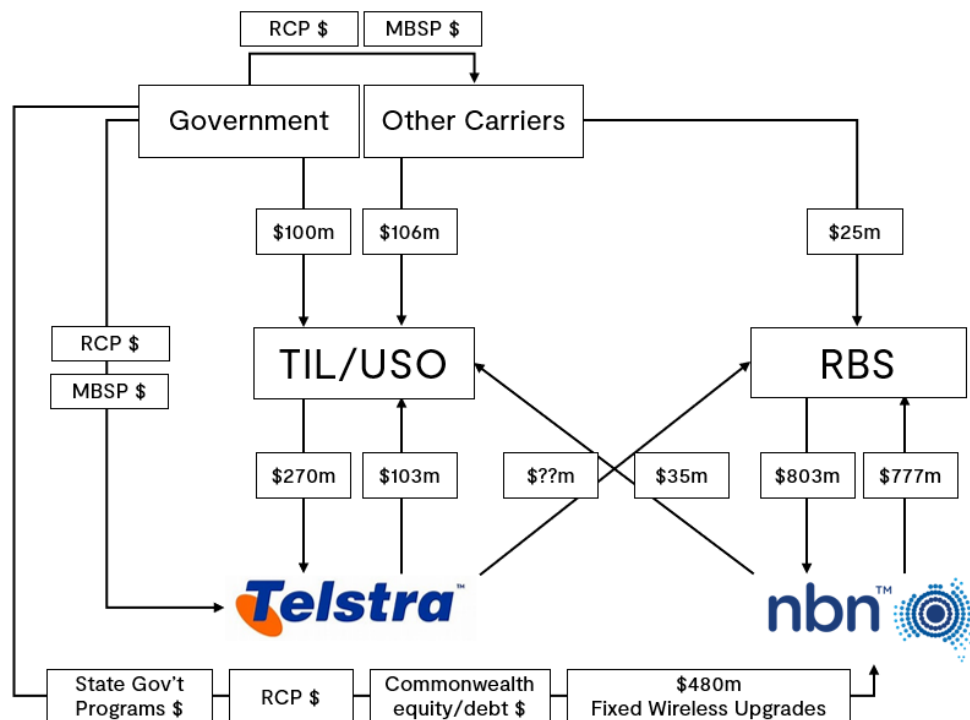 RCP $
MBSP $
Government
Other Carriers
$100m
$106m
$25m
RCP $
MBSP $
TIL/USO
RBS
$270m
$103m
$??m
$35m
$803m
$777m
Telstra™
nbn™
State Gov't
Programs $
RCP $
Commonwealth
equity/debt $
$480m
Fixed Wireless Upgrades